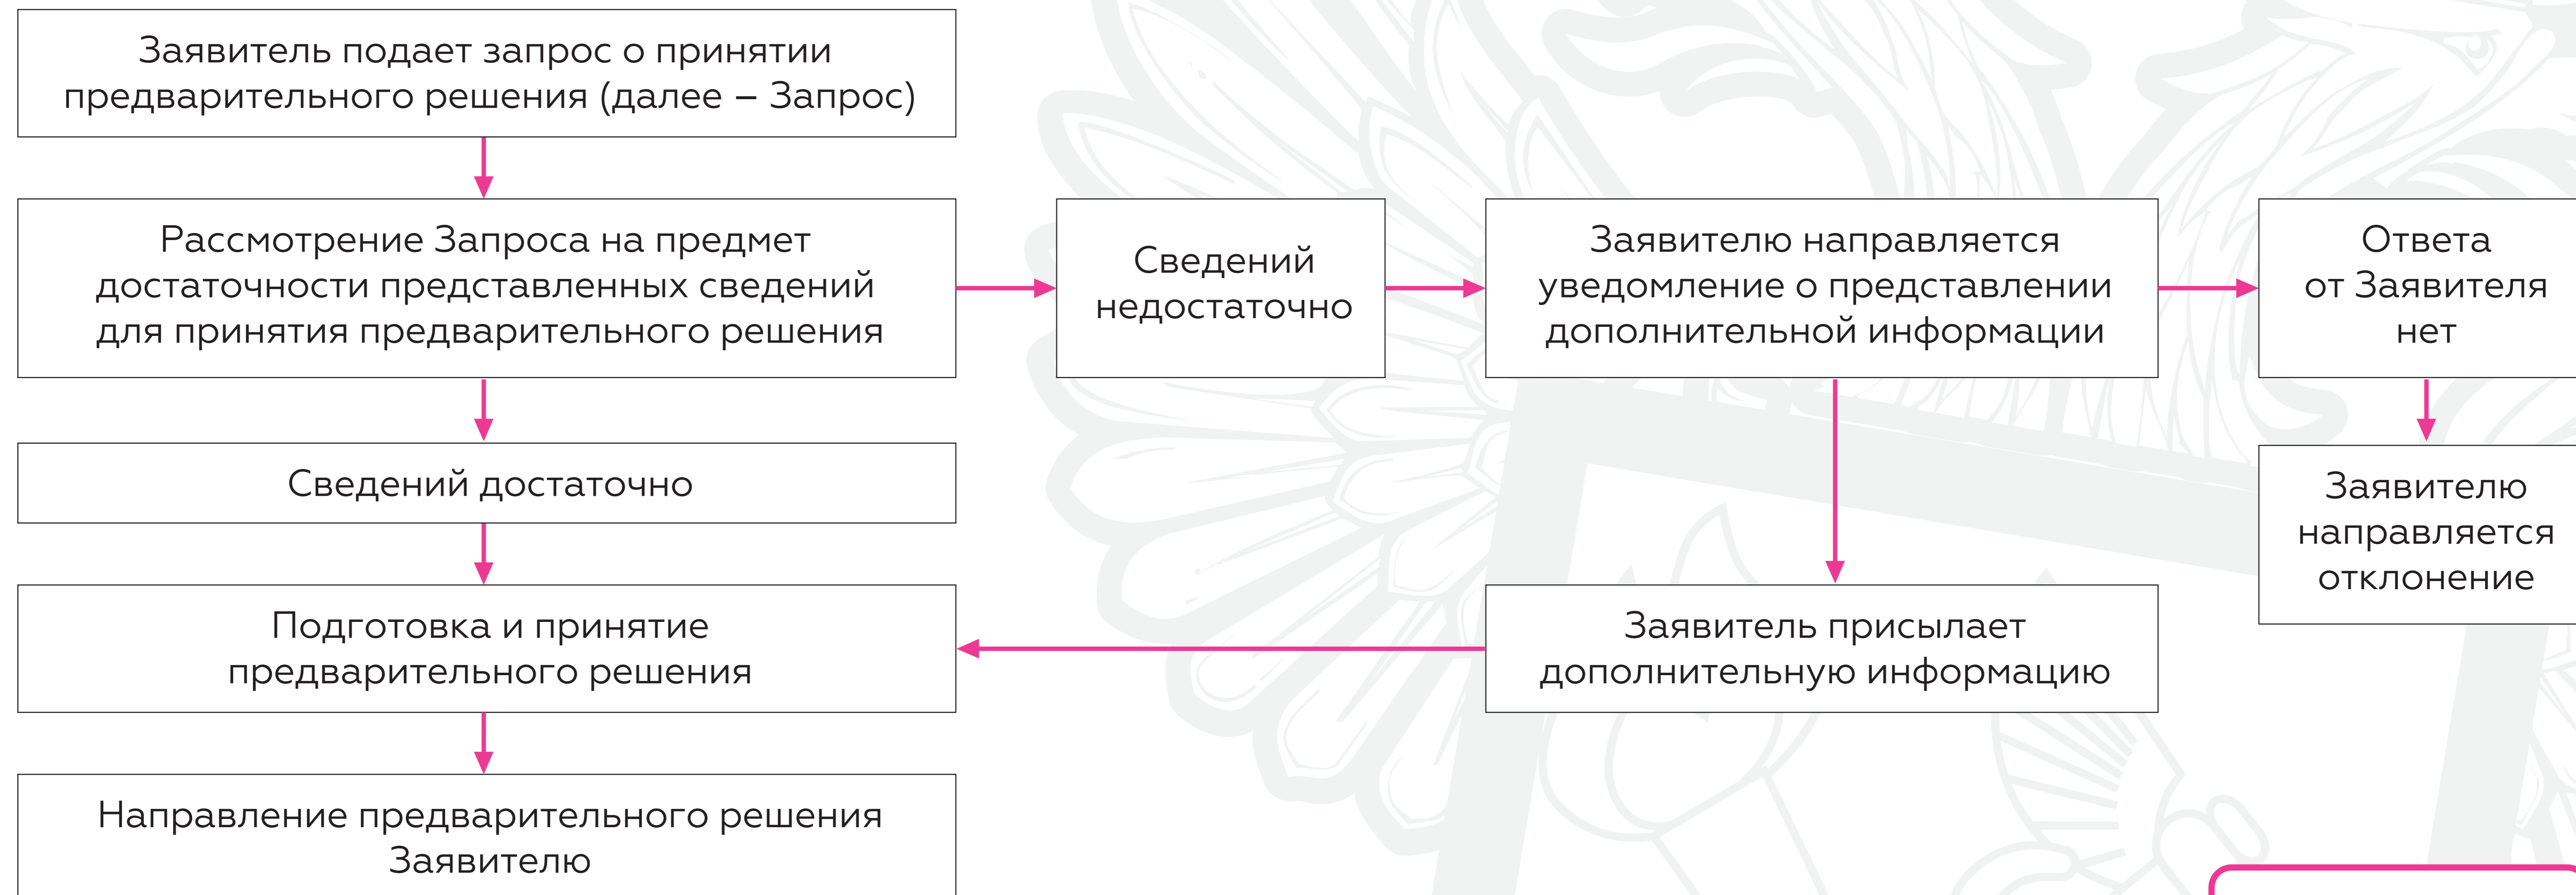 Заявитель подает запрос о принятии
предварительного решения (далее – Запрос)
Рассмотрение Запроса на предмет
достаточности представленных сведений
для принятия предварительного решения
Сведений
недостаточно
Заявителю направляется
уведомление о представлении
дополнительной информации
Ответа
от Заявителя
нет
Сведений достаточно
Заявителю
направляется
отклонение
Подготовка и принятие
предварительного решения
Заявитель присылает
дополнительную информацию
Направление предварительного решения
Заявителю